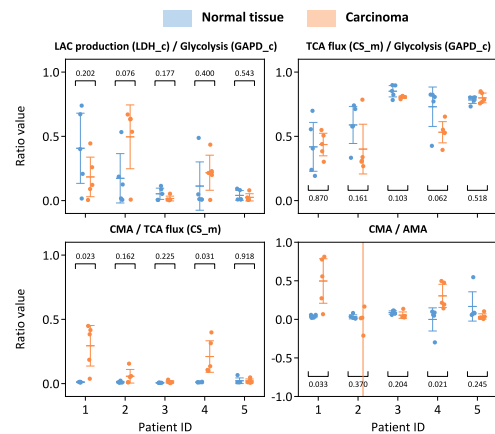 Normal tissue Carcinoma
LAC production (LDH_c) / Glycolysis (GAPD_c)
TCA flux (CS_m) / Glycolysis (GAPD_c)
Ratio value
1.0
0.5
0.0
0.202 0.076 0.177 0.400 0.543
1.0
0.5
0.0
0.870 0.161 0.103 0.062 0.518
CMA / TCA flux (CS_m)
CMA / AMA
Ratio value
1.0
0.5
0.0
0.023 0.162 0.225 0.031 0.918
1.0
0.5
0.0
-0.5
-1.0
0.033 0.370 0.204 0.021 0.245
1 2 3 4 5
1 2 3 4 5
Patient ID
Patient ID